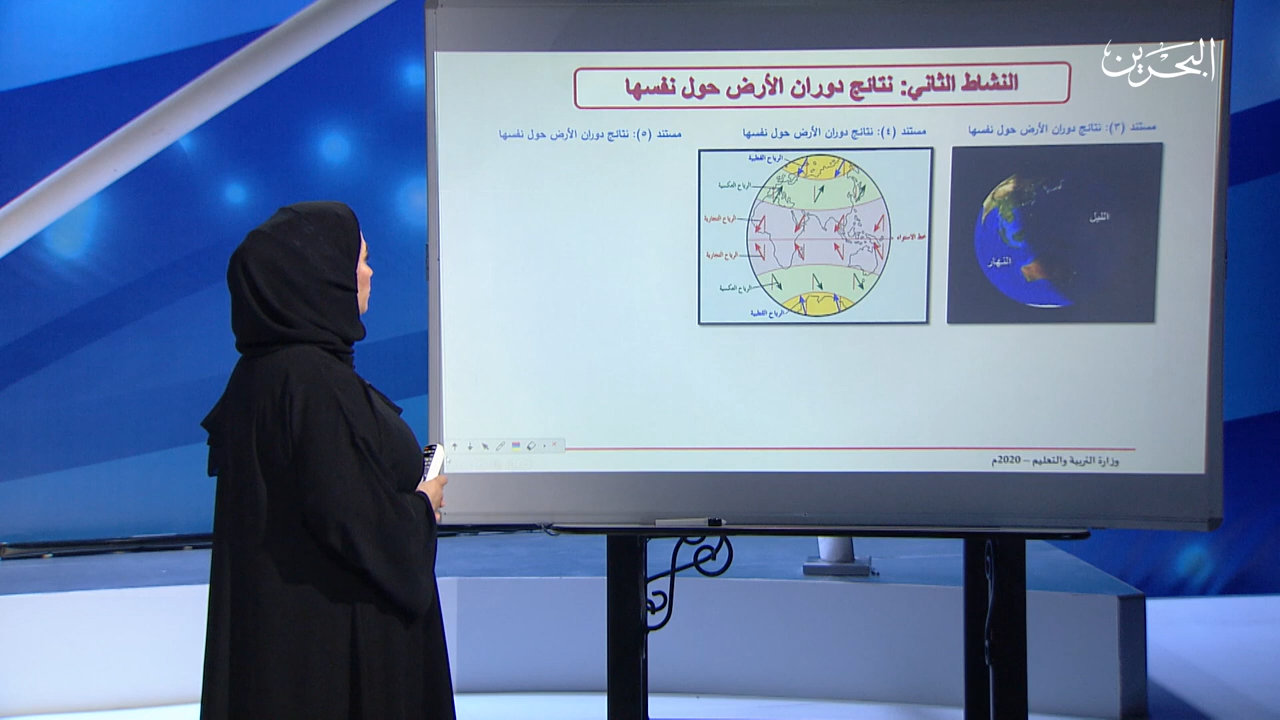 البحرين
النشاط الثاني: نتائج دوران الأرض حول نفسها
مستند (٣): نتائج دوران الأرض حول نفسها
الليل
النهار
مستند (٤): نتائج دوران الأرض حول نفسها
الرياح القطبية
الرياح العكسية
الرياح التجارية
خط الاستواء
الرياح التجارية
الرياح العكسية
الرياح القطبية
مستند (٥): نتائج دوران الأرض حول نفسها
وزارة التربية والتعليم – 2020م